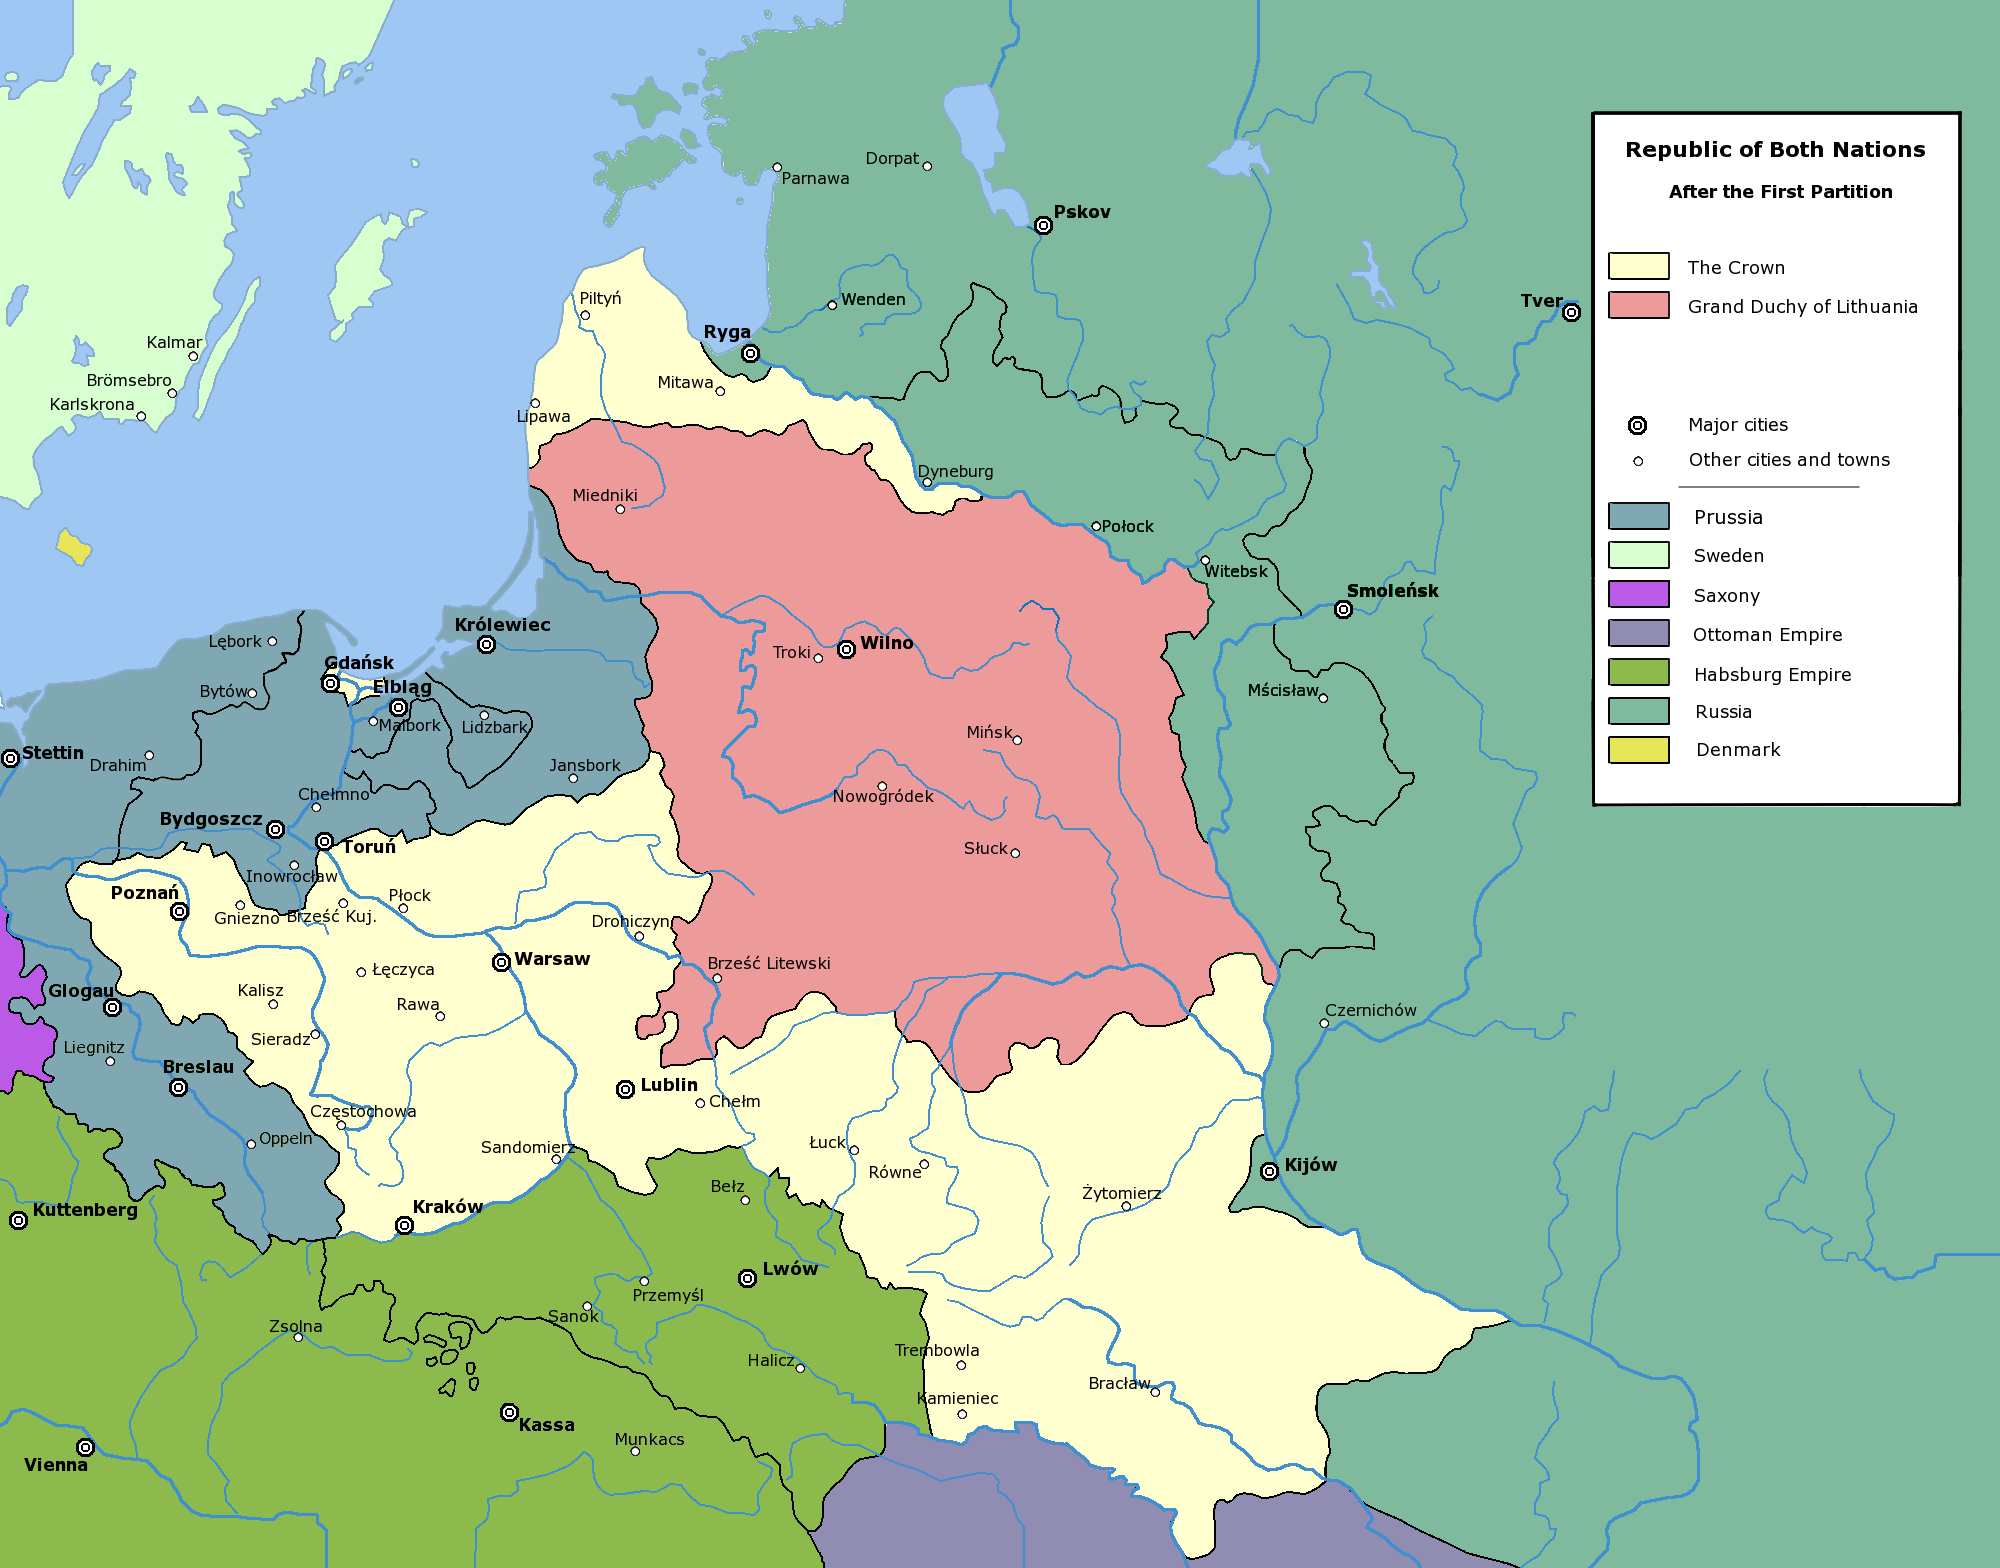 Republic of Both Nations
After the First Partition
The Crown
Grand Duchy of Lithuania
Major cities
Other cities and towns
Prussia
Sweden
Saxony
Ottoman Empire
Habsburg Empire
Russia
Denmark
Dorpat
Parnawa
Pskov
Piltyń
Wenden
Tver
Ryga
Kalmar
Brömsebro
Karlskrona
Mitawa
Lipawa
Dyneburg
Miedniki
Połock
Witebsk
Smoleńsk
Królewiec
Lębork
Wilno
Troki
Gdańsk
Elbląg
Bytów
Mścisław
Malbork
Lidzbark
Mińsk
Stettin
Drahim
Jansbork
Chełmno
Nowogródek
Bydgoszcz
Toruń
Słuck
Inowrocław
Poznań
Płock
Gniezno
Brześć Kuj.
Drohiczyn
Warsaw
Łęczyca
Brześć Litewski
Glogau
Kalisz
Rawa
Czernichów
Sieradz
Liegnitz
Breslau
Lublin
Chełm
Częstochowa
Oppeln
Sandomierz
Łuck
Równe
Kijów
Bełz
Żytomierz
Kuttenberg
Kraków
Lwów
Przemyśl
Sanok
Zsolna
Trembowla
Halicz
Bracław
Kamieniec
Kassa
Munkacs
Vienna